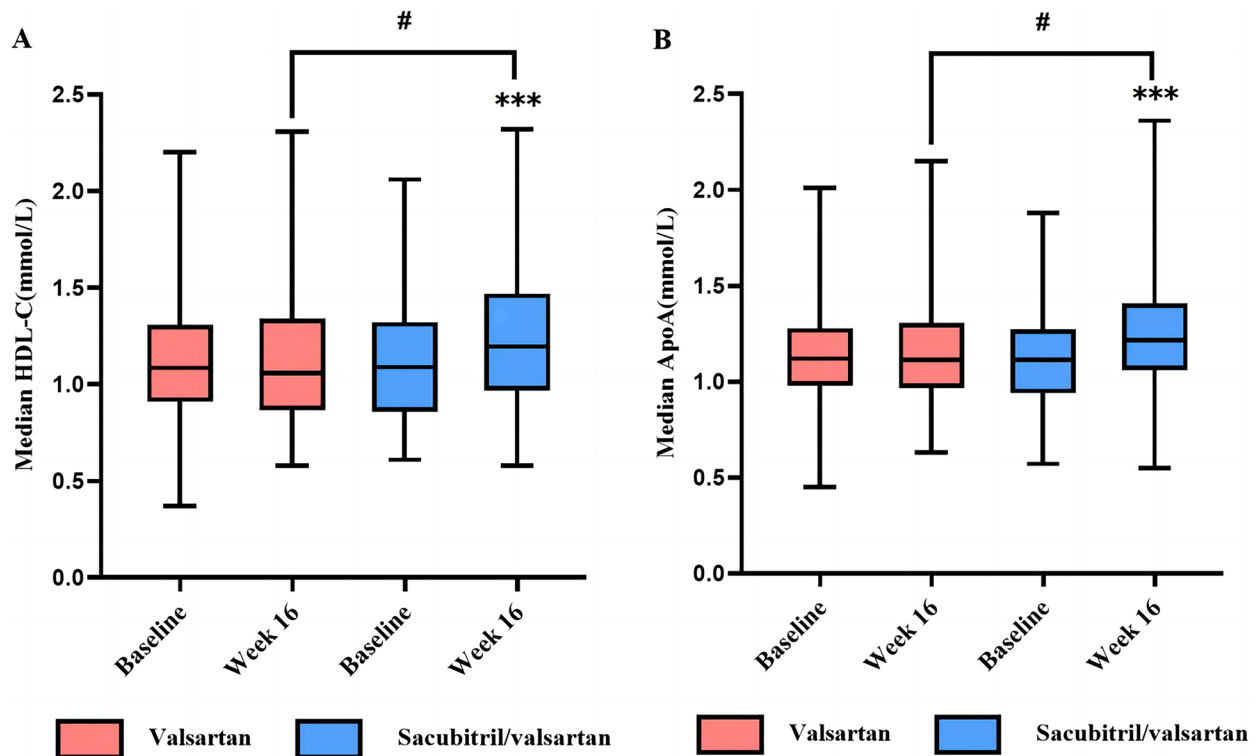 A
#
***
2.5
2.0
1.5
1.0
0.5
0.0
Median HDL-C(mmol/L)
Baseline
Week 16
Baseline
Week 16
Valsartan
Sacubitril/valsartan
B
#
***
2.5
2.0
1.5
1.0
0.5
0.0
Median ApoA(mmol/L)
Baseline
Week 16
Baseline
Week 16
Valsartan
Sacubitril/valsartan